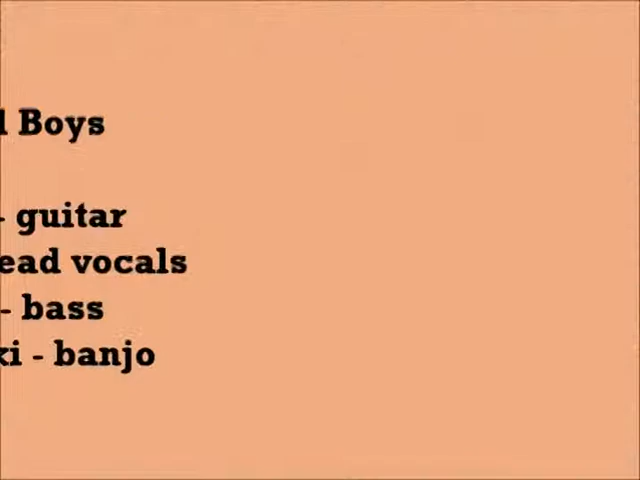 Boys
- guitar
ead vocals
- bass
ki - banjo